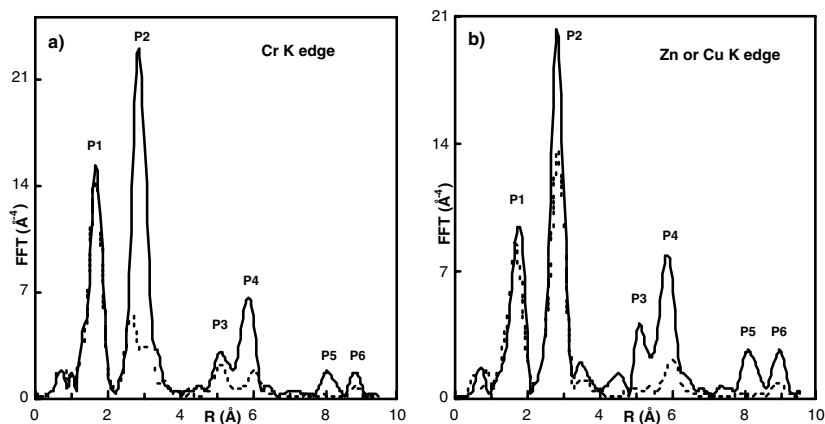 a)
Cr K edge
P1
P2
P3
P4
P5
P6
21
14
7
0
FFT (Å⁻⁴)
0
2
4
6
8
10
R (Å)
b)
Zn or Cu K edge
P1
P2
P3
P4
P5
P6
21
14
7
0
FFT (Å⁻⁴)
0
2
4
6
8
10
R (Å)